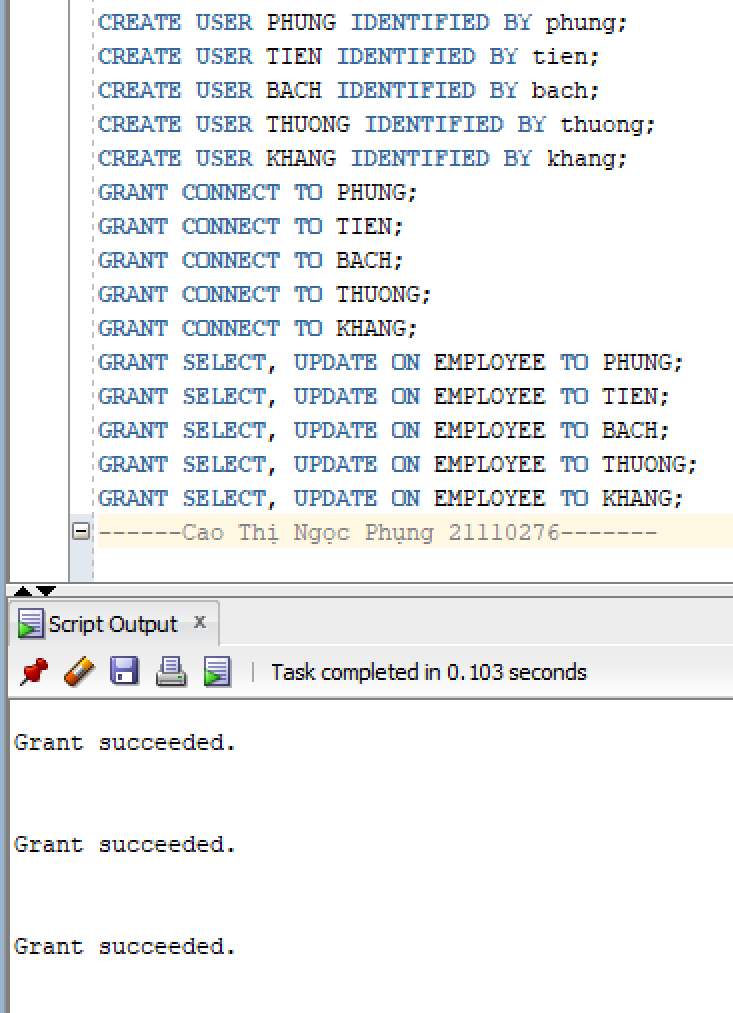 CREATE USER PHUNG IDENTIFIED BY phung;
CREATE USER TIEN IDENTIFIED BY tien;
CREATE USER BACH IDENTIFIED BY bach;
CREATE USER THUONG IDENTIFIED BY thuong;
CREATE USER KHANG IDENTIFIED BY khang;
GRANT CONNECT TO PHUNG;
GRANT CONNECT TO TIEN;
GRANT CONNECT TO BACH;
GRANT CONNECT TO THUONG;
GRANT CONNECT TO KHANG;
GRANT SELECT, UPDATE ON EMPLOYEE TO PHUNG;
GRANT SELECT, UPDATE ON EMPLOYEE TO TIEN;
GRANT SELECT, UPDATE ON EMPLOYEE TO BACH;
GRANT SELECT, UPDATE ON EMPLOYEE TO THUONG;
GRANT SELECT, UPDATE ON EMPLOYEE TO KHANG;
------Cao Thị Ngọc Phụng 21110276-------
Script Output x
Task completed in 0.103 seconds
Grant succeeded.
Grant succeeded.
Grant succeeded.